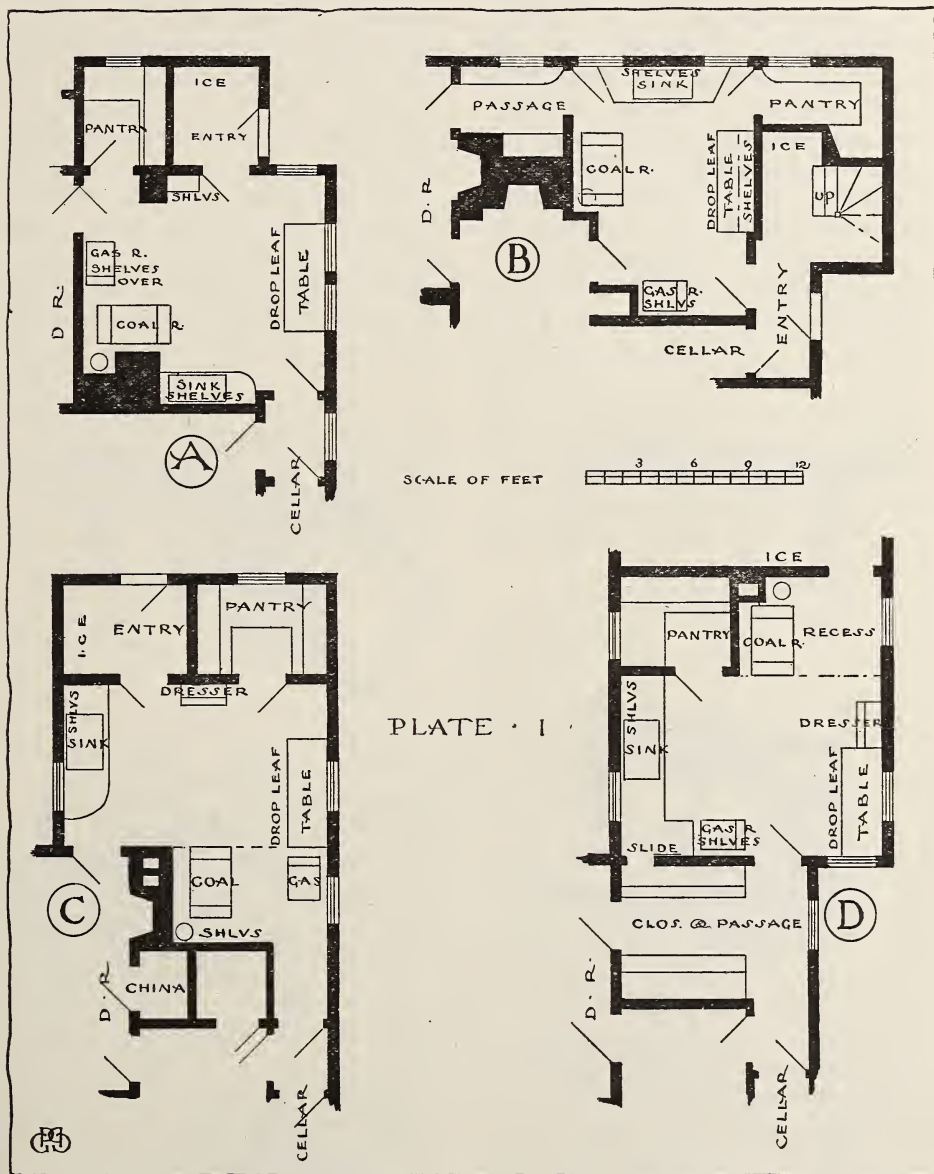 ICE
PANTRY
ENTRY
SHLVS
GAS R.
SHELVES
OVER
D. R.
COAL R.
DROP LEAF
TABLE
SINK
SHELVES
A
CELLAR
SHELVES
SINK
PASSAGE
PANTRY
ICE
COAL R.
DROP LEAF
TABLE
SHELVES
UP
D. R.
B
GAS R.
SHLVS
ENTRY
CELLAR
SCALE OF FEET
3 6 9 12
ICE
ENTRY
PANTRY
DRESSER
SHLVS
SINK
DROP LEAF
TABLE
C
COAL
GAS
SHLVS
D. R.
CHINA
CELLAR
PLATE · I
ICE
PANTRY
COAL R.
RECESS
SHLVS
SINK
DRESSER
DROP LEAF
TABLE
GAS R
SHLVES
SLIDE
D
CLOS. @ PASSAGE
D. R.
CELLAR